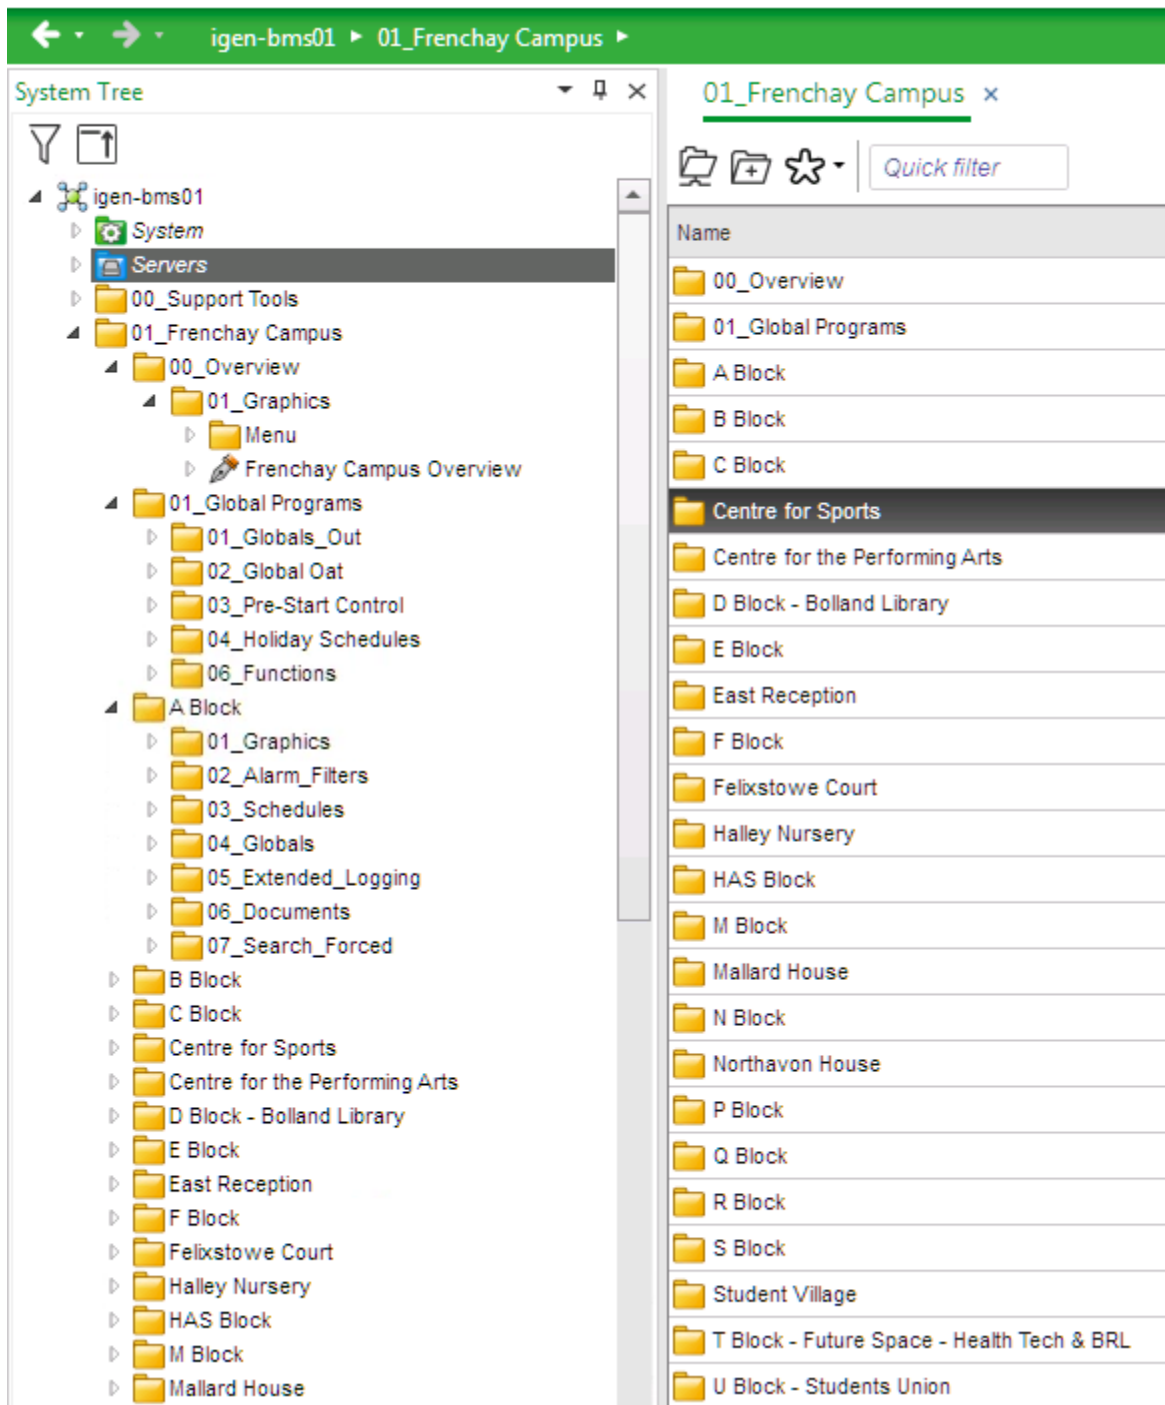 igen-bms01 ▸ 01_Frenchay Campus ▸
System Tree
igen-bms01
System
Servers
00_Support Tools
01_Frenchay Campus
00_Overview
01_Graphics
Menu
Frenchay Campus Overview
01_Global Programs
01_Globals_Out
02_Global Oat
03_Pre-Start Control
04_Holiday Schedules
06_Functions
A Block
01_Graphics
02_Alarm_Filters
03_Schedules
04_Globals
05_Extended_Logging
06_Documents
07_Search_Forced
B Block
C Block
Centre for Sports
Centre for the Performing Arts
D Block - Bolland Library
E Block
East Reception
F Block
Felixstowe Court
Halley Nursery
HAS Block
M Block
Mallard House
01_Frenchay Campus
Quick filter
Name
00_Overview
01_Global Programs
A Block
B Block
C Block
Centre for Sports
Centre for the Performing Arts
D Block - Bolland Library
E Block
East Reception
F Block
Felixstowe Court
Halley Nursery
HAS Block
M Block
Mallard House
N Block
Northavon House
P Block
Q Block
R Block
S Block
Student Village
T Block - Future Space - Health Tech & BRL
U Block - Students Union